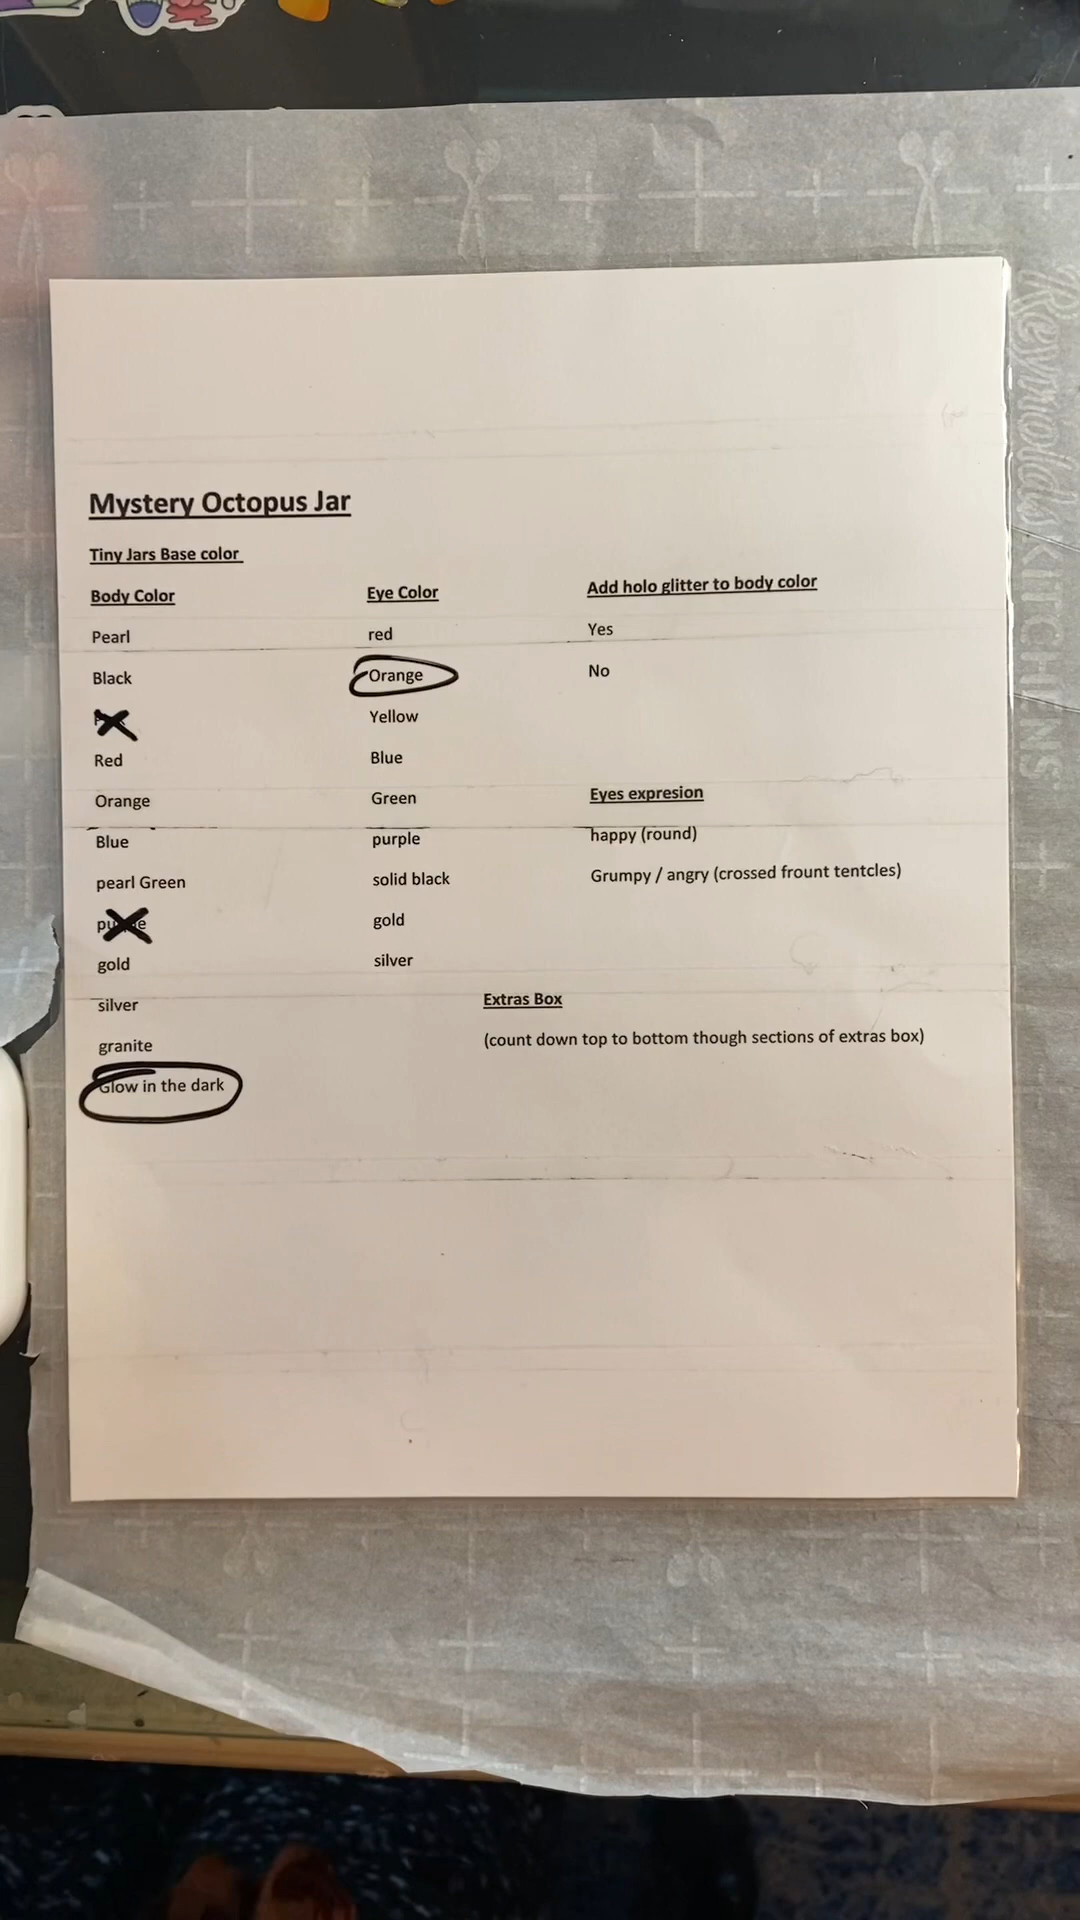 Mystery Octopus Jar
Tiny Jars Base color
Body Color
Pearl
Black
Red
Orange
Blue
pearl Green
purple
gold
silver
granite
Glow in the dark
Eye Color
red
Orange
Yellow
Blue
Green
purple
solid black
gold
silver
Add holo glitter to body color
Yes
No
Eyes expresion
happy (round)
Grumpy / angry (crossed frount tentcles)
Extras Box
(count down top to bottom though sections of extras box)
Reynolds KITCHENS